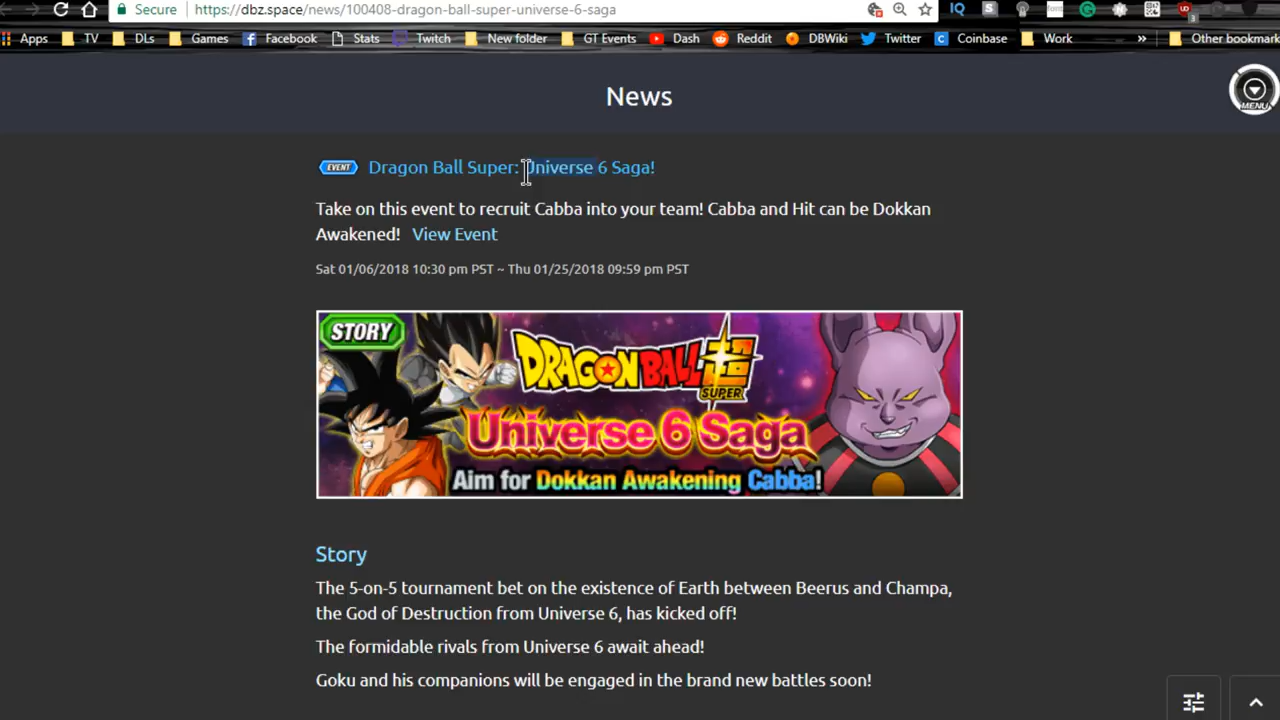 Secure https://dbz.space/news/100408-dragon-ball-super-universe-6-saga
Apps TV DLs Games Facebook Stats Twitch New folder GT Events Dash Reddit DBWiki Twitter Coinbase Work » Other bookmark
News
MENU
EVENT Dragon Ball Super: Universe 6 Saga!
Take on this event to recruit Cabba into your team! Cabba and Hit can be Dokkan
Awakened! View Event
Sat 01/06/2018 10:30 pm PST ~ Thu 01/25/2018 09:59 pm PST
STORY
DRAGON BALL
SUPER
Universe 6 Saga
Aim for Dokkan Awakening Cabba!
Story
The 5-on-5 tournament bet on the existence of Earth between Beerus and Champa,
the God of Destruction from Universe 6, has kicked off!
The formidable rivals from Universe 6 await ahead!
Goku and his companions will be engaged in the brand new battles soon!